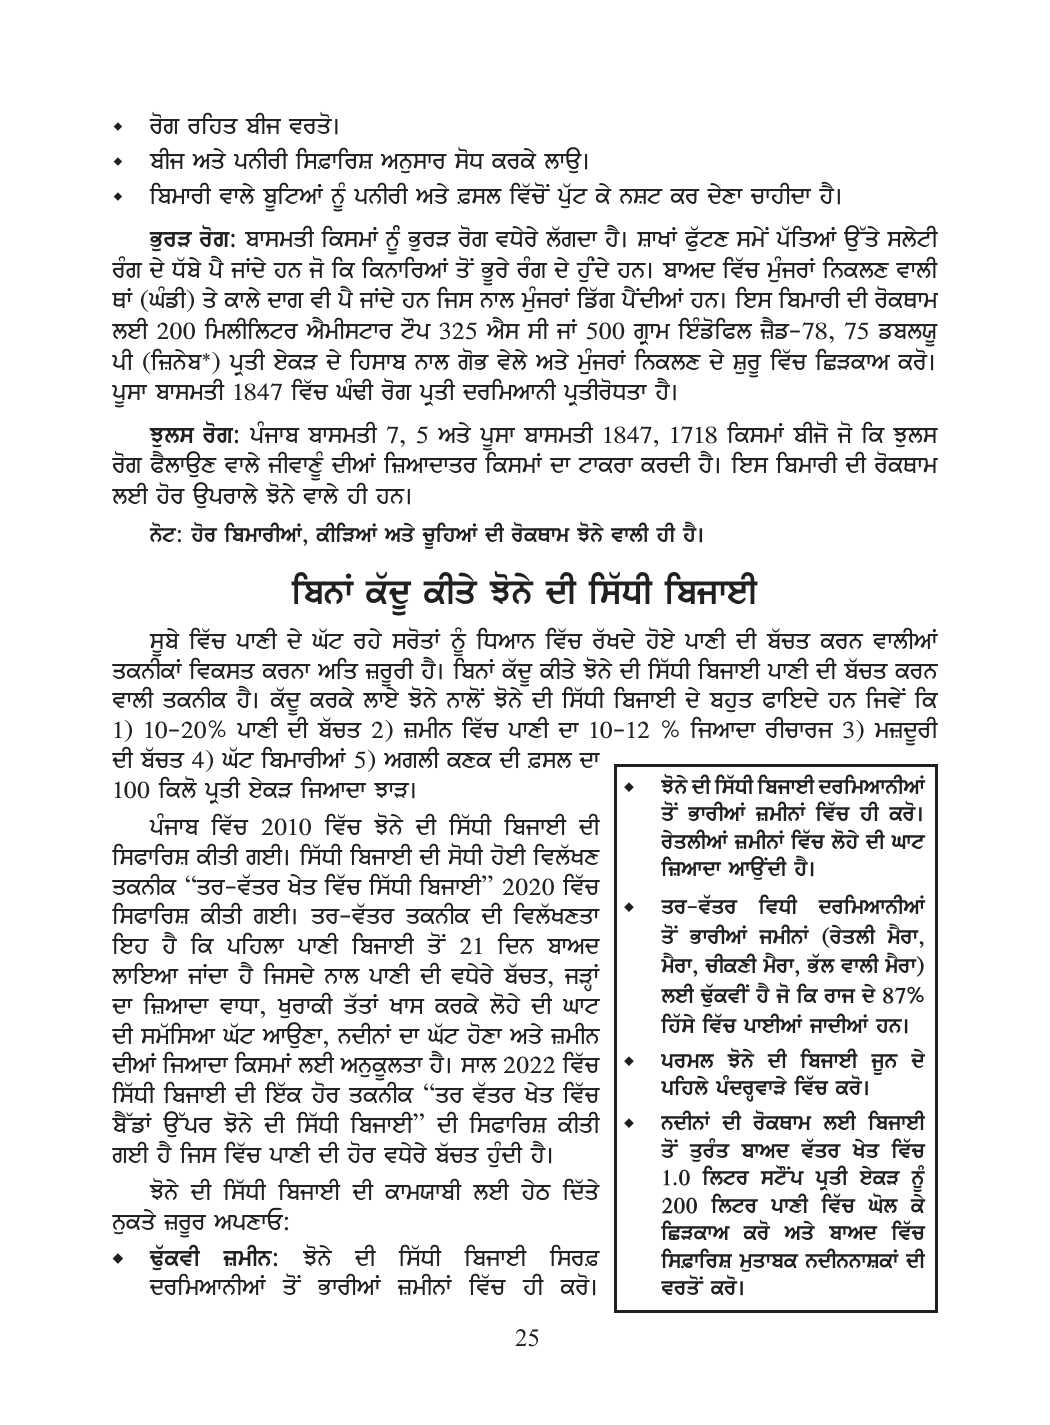 ◆ ਰੋਗ ਰਹਿਤ ਬੀਜ ਵਰਤੋ।
◆ ਬੀਜ ਅਤੇ ਪਨੀਰੀ ਸਿਫ਼ਾਰਿਸ਼ ਅਨੁਸਾਰ ਸੋਧ ਕਰਕੇ ਲਾਉ।
◆ ਬਿਮਾਰੀ ਵਾਲੇ ਬੂਟਿਆਂ ਨੂੰ ਪਨੀਰੀ ਅਤੇ ਫ਼ਸਲ ਵਿੱਚੋਂ ਪੁੱਟ ਕੇ ਨਸ਼ਟ ਕਰ ਦੇਣਾ ਚਾਹੀਦਾ ਹੈ।
ਭੁਰੜ ਰੋਗ: ਬਾਸਮਤੀ ਕਿਸਮਾਂ ਨੂੰ ਭੁਰੜ ਰੋਗ ਵਧੇਰੇ ਲੱਗਦਾ ਹੈ। ਸ਼ਾਖਾਂ ਫੁੱਟਣ ਸਮੇਂ ਪੱਤਿਆਂ ਉੱਤੇ ਸਲੇਟੀ
ਰੰਗ ਦੇ ਧੱਬੇ ਪੈ ਜਾਂਦੇ ਹਨ ਜੋ ਕਿ ਕਿਨਾਰਿਆਂ ਤੋਂ ਭੂਰੇ ਰੰਗ ਦੇ ਹੁੰਦੇ ਹਨ। ਬਾਅਦ ਵਿੱਚ ਮੁੰਜਰਾਂ ਨਿਕਲਣ ਵਾਲੀ
ਥਾਂ (ਘੰਡੀ) ਤੇ ਕਾਲੇ ਦਾਗ ਵੀ ਪੈ ਜਾਂਦੇ ਹਨ ਜਿਸ ਨਾਲ ਮੁੰਜਰਾਂ ਡਿੱਗ ਪੈਂਦੀਆਂ ਹਨ। ਇਸ ਬਿਮਾਰੀ ਦੀ ਰੋਕਥਾਮ
ਲਈ 200 ਮਿਲੀਲਿਟਰ ਐਮੀਸਟਾਰ ਟੌਪ 325 ਐਸ ਸੀ ਜਾਂ 500 ਗ੍ਰਾਮ ਇੰਡੋਫਿਲ ਜ਼ੈਡ-78, 75 ਡਬਲਯੂ
ਪੀ (ਜ਼ਿਨੇਬ*) ਪ੍ਰਤੀ ਏਕੜ ਦੇ ਹਿਸਾਬ ਨਾਲ ਗੋਭ ਵੇਲੇ ਅਤੇ ਮੁੰਜਰਾਂ ਨਿਕਲਣ ਦੇ ਸ਼ੁਰੂ ਵਿੱਚ ਛਿੜਕਾਅ ਕਰੋ।
ਪੂਸਾ ਬਾਸਮਤੀ 1847 ਵਿੱਚ ਘੰਢੀ ਰੋਗ ਪ੍ਰਤੀ ਦਰਮਿਆਨੀ ਪ੍ਰਤੀਰੋਧਤਾ ਹੈ।
ਝੁਲਸ ਰੋਗ: ਪੰਜਾਬ ਬਾਸਮਤੀ 7, 5 ਅਤੇ ਪੂਸਾ ਬਾਸਮਤੀ 1847, 1718 ਕਿਸਮਾਂ ਬੀਜੋ ਜੋ ਕਿ ਝੁਲਸ
ਰੋਗ ਫੈਲਾਉਣ ਵਾਲੇ ਜੀਵਾਣੂੰ ਦੀਆਂ ਜ਼ਿਆਦਾਤਰ ਕਿਸਮਾਂ ਦਾ ਟਾਕਰਾ ਕਰਦੀ ਹੈ। ਇਸ ਬਿਮਾਰੀ ਦੀ ਰੋਕਥਾਮ
ਲਈ ਹੋਰ ਉਪਰਾਲੇ ਝੋਨੇ ਵਾਲੇ ਹੀ ਹਨ।
ਨੋਟ: ਹੋਰ ਬਿਮਾਰੀਆਂ, ਕੀੜਿਆਂ ਅਤੇ ਚੂਹਿਆਂ ਦੀ ਰੋਕਥਾਮ ਝੋਨੇ ਵਾਲੀ ਹੀ ਹੈ।
ਬਿਨਾਂ ਕੱਦੂ ਕੀਤੇ ਝੋਨੇ ਦੀ ਸਿੱਧੀ ਬਿਜਾਈ
ਸੂਬੇ ਵਿੱਚ ਪਾਣੀ ਦੇ ਘੱਟ ਰਹੇ ਸਰੋਤਾਂ ਨੂੰ ਧਿਆਨ ਵਿੱਚ ਰੱਖਦੇ ਹੋਏ ਪਾਣੀ ਦੀ ਬੱਚਤ ਕਰਨ ਵਾਲੀਆਂ
ਤਕਨੀਕਾਂ ਵਿਕਸਤ ਕਰਨਾ ਅਤਿ ਜ਼ਰੂਰੀ ਹੈ। ਬਿਨਾਂ ਕੱਦੂ ਕੀਤੇ ਝੋਨੇ ਦੀ ਸਿੱਧੀ ਬਿਜਾਈ ਪਾਣੀ ਦੀ ਬੱਚਤ ਕਰਨ
ਵਾਲੀ ਤਕਨੀਕ ਹੈ। ਕੱਦੂ ਕਰਕੇ ਲਾਏ ਝੋਨੇ ਨਾਲੋਂ ਝੋਨੇ ਦੀ ਸਿੱਧੀ ਬਿਜਾਈ ਦੇ ਬਹੁਤ ਫਾਇਦੇ ਹਨ ਜਿਵੇਂ ਕਿ
1) 10-20% ਪਾਣੀ ਦੀ ਬੱਚਤ 2) ਜ਼ਮੀਨ ਵਿੱਚ ਪਾਣੀ ਦਾ 10-12 % ਜਿਆਦਾ ਰੀਚਾਰਜ 3) ਮਜ਼ਦੂਰੀ
ਦੀ ਬੱਚਤ 4) ਘੱਟ ਬਿਮਾਰੀਆਂ 5) ਅਗਲੀ ਕਣਕ ਦੀ ਫ਼ਸਲ ਦਾ
100 ਕਿਲੋ ਪ੍ਰਤੀ ਏਕੜ ਜਿਆਦਾ ਝਾੜ।
ਪੰਜਾਬ ਵਿੱਚ 2010 ਵਿੱਚ ਝੋਨੇ ਦੀ ਸਿੱਧੀ ਬਿਜਾਈ ਦੀ
ਸਿਫਾਰਿਸ਼ ਕੀਤੀ ਗਈ। ਸਿੱਧੀ ਬਿਜਾਈ ਦੀ ਸੋਧੀ ਹੋਈ ਵਿਲੱਖਣ
ਤਕਨੀਕ “ਤਰ-ਵੱਤਰ ਖੇਤ ਵਿੱਚ ਸਿੱਧੀ ਬਿਜਾਈ” 2020 ਵਿੱਚ
ਸਿਫਾਰਿਸ਼ ਕੀਤੀ ਗਈ। ਤਰ-ਵੱਤਰ ਤਕਨੀਕ ਦੀ ਵਿਲੱਖਣਤਾ
ਇਹ ਹੈ ਕਿ ਪਹਿਲਾ ਪਾਣੀ ਬਿਜਾਈ ਤੋਂ 21 ਦਿਨ ਬਾਅਦ
ਲਾਇਆ ਜਾਂਦਾ ਹੈ ਜਿਸਦੇ ਨਾਲ ਪਾਣੀ ਦੀ ਵਧੇਰੇ ਬੱਚਤ, ਜੜ੍ਹਾਂ
ਦਾ ਜ਼ਿਆਦਾ ਵਾਧਾ, ਖੁਰਾਕੀ ਤੱਤਾਂ ਖਾਸ ਕਰਕੇ ਲੋਹੇ ਦੀ ਘਾਟ
ਦੀ ਸਮੱਸਿਆ ਘੱਟ ਆਉਣਾ, ਨਦੀਨਾਂ ਦਾ ਘੱਟ ਹੋਣਾ ਅਤੇ ਜ਼ਮੀਨ
ਦੀਆਂ ਜਿਆਦਾ ਕਿਸਮਾਂ ਲਈ ਅਨੁਕੂਲਤਾ ਹੈ। ਸਾਲ 2022 ਵਿੱਚ
ਸਿੱਧੀ ਬਿਜਾਈ ਦੀ ਇੱਕ ਹੋਰ ਤਕਨੀਕ “ਤਰ ਵੱਤਰ ਖੇਤ ਵਿੱਚ
ਬੈੱਡਾਂ ਉੱਪਰ ਝੋਨੇ ਦੀ ਸਿੱਧੀ ਬਿਜਾਈ” ਦੀ ਸਿਫਾਰਿਸ਼ ਕੀਤੀ
ਗਈ ਹੈ ਜਿਸ ਵਿੱਚ ਪਾਣੀ ਦੀ ਹੋਰ ਵਧੇਰੇ ਬੱਚਤ ਹੁੰਦੀ ਹੈ।
ਝੋਨੇ ਦੀ ਸਿੱਧੀ ਬਿਜਾਈ ਦੀ ਕਾਮਯਾਬੀ ਲਈ ਹੇਠ ਦਿੱਤੇ
ਨੁਕਤੇ ਜ਼ਰੂਰ ਅਪਣਾਓ:
◆ ਢੁੱਕਵੀ ਜ਼ਮੀਨ: ਝੋਨੇ ਦੀ ਸਿੱਧੀ ਬਿਜਾਈ ਸਿਰਫ਼
ਦਰਮਿਆਨੀਆਂ ਤੋਂ ਭਾਰੀਆਂ ਜ਼ਮੀਨਾਂ ਵਿੱਚ ਹੀ ਕਰੋ।
◆ ਝੋਨੇ ਦੀ ਸਿੱਧੀ ਬਿਜਾਈ ਦਰਮਿਆਨੀਆਂ
ਤੋਂ ਭਾਰੀਆਂ ਜ਼ਮੀਨਾਂ ਵਿੱਚ ਹੀ ਕਰੋ।
ਰੇਤਲੀਆਂ ਜ਼ਮੀਨਾਂ ਵਿੱਚ ਲੋਹੇ ਦੀ ਘਾਟ
ਜ਼ਿਆਦਾ ਆਉਂਦੀ ਹੈ।
◆ ਤਰ-ਵੱਤਰ ਵਿਧੀ ਦਰਮਿਆਨੀਆਂ
ਤੋਂ ਭਾਰੀਆਂ ਜਮੀਨਾਂ (ਰੇਤਲੀ ਮੈਰਾ,
ਮੈਰਾ, ਚੀਕਣੀ ਮੈਰਾ, ਭੱਲ ਵਾਲੀ ਮੈਰਾ)
ਲਈ ਢੁੱਕਵੀਂ ਹੈ ਜੋ ਕਿ ਰਾਜ ਦੇ 87%
ਹਿੱਸੇ ਵਿੱਚ ਪਾਈਆਂ ਜਾਦੀਆਂ ਹਨ।
◆ ਪਰਮਲ ਝੋਨੇ ਦੀ ਬਿਜਾਈ ਜੂਨ ਦੇ
ਪਹਿਲੇ ਪੰਦਰ੍ਹਵਾੜੇ ਵਿੱਚ ਕਰੋ।
◆ ਨਦੀਨਾਂ ਦੀ ਰੋਕਥਾਮ ਲਈ ਬਿਜਾਈ
ਤੋਂ ਤੁਰੰਤ ਬਾਅਦ ਵੱਤਰ ਖੇਤ ਵਿੱਚ
1.0 ਲਿਟਰ ਸਟੌਂਪ ਪ੍ਰਤੀ ਏਕੜ ਨੂੰ
200 ਲਿਟਰ ਪਾਣੀ ਵਿੱਚ ਘੋਲ ਕੇ
ਛਿੜਕਾਅ ਕਰੋ ਅਤੇ ਬਾਅਦ ਵਿੱਚ
ਸਿਫ਼ਾਰਿਸ਼ ਮੁਤਾਬਕ ਨਦੀਨਨਾਸ਼ਕਾਂ ਦੀ
ਵਰਤੋਂ ਕਰੋ।
25